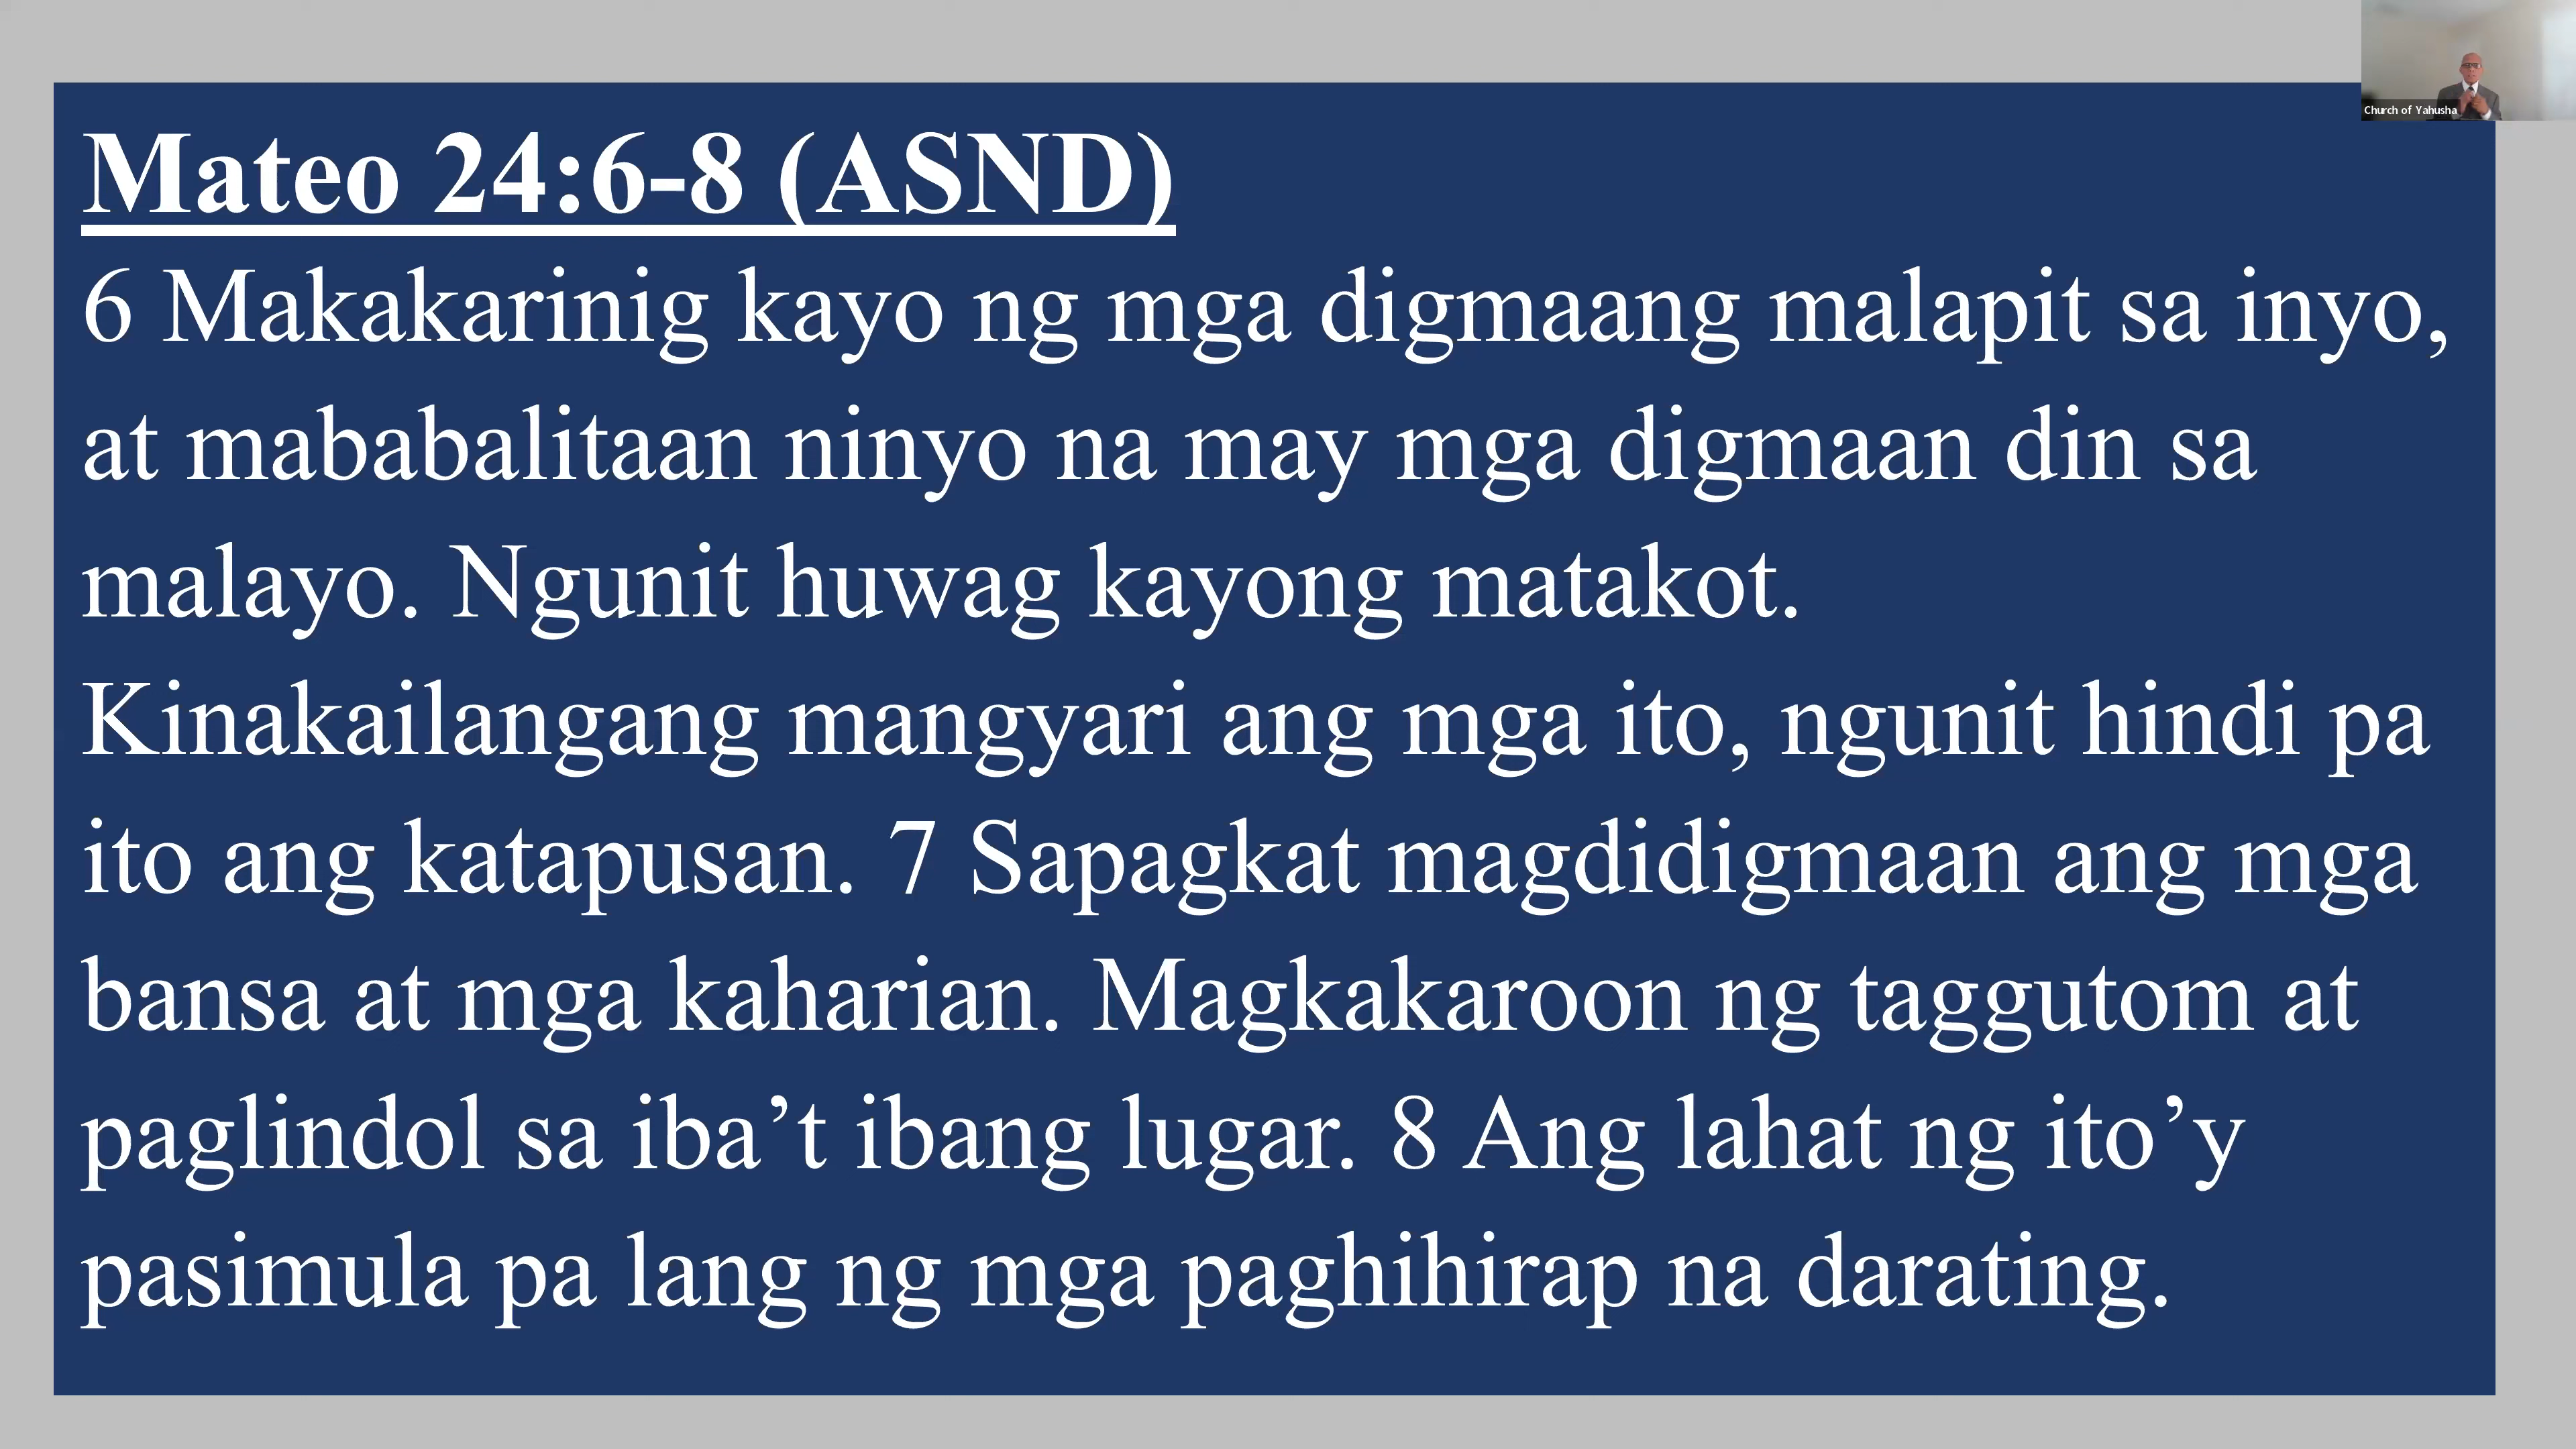 Church of Yahusha
Mateo 24:6-8 (ASND)
6 Makakarinig kayo ng mga digmaang malapit sa inyo,
at mababalitaan ninyo na may mga digmaan din sa
malayo. Ngunit huwag kayong matakot.
Kinakailangang mangyari ang mga ito, ngunit hindi pa
ito ang katapusan. 7 Sapagkat magdidigmaan ang mga
bansa at mga kaharian. Magkakaroon ng taggutom at
paglindol sa iba’t ibang lugar. 8 Ang lahat ng ito’y
pasimula pa lang ng mga paghihirap na darating.